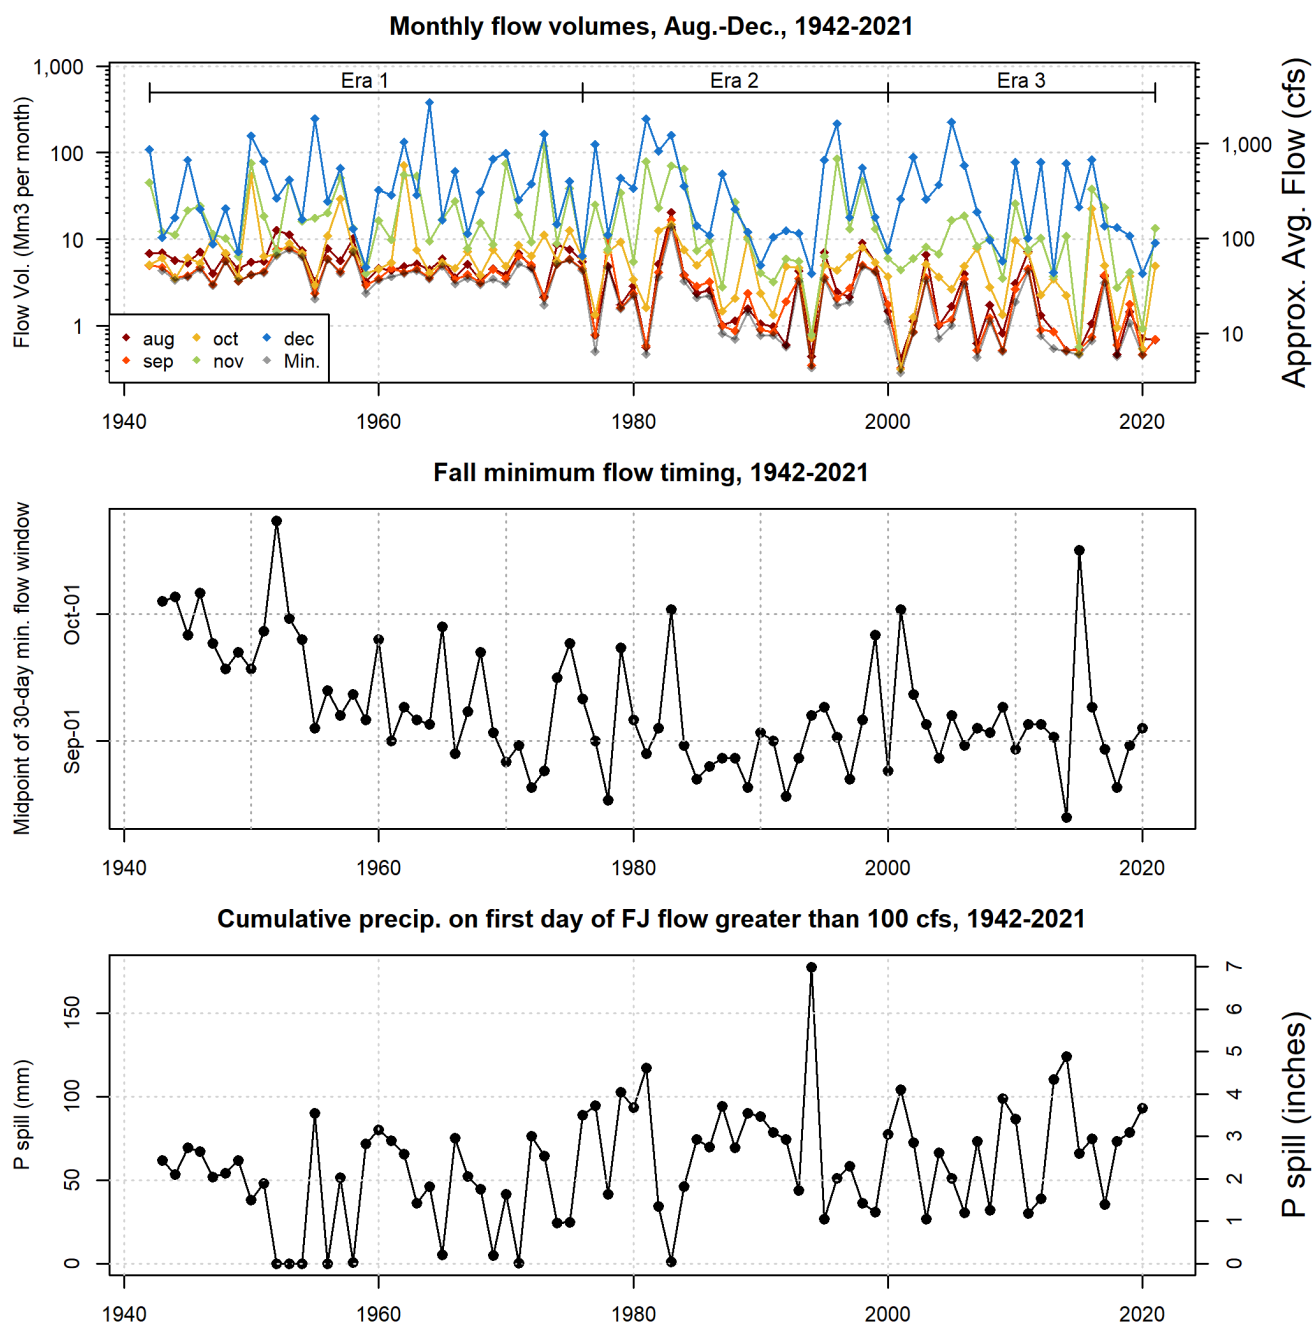 Monthly flow volumes, Aug.-Dec., 1942-2021
Flow Vol. (Mm3 per month)
1,000
100
10
1
Era 1
Era 2
Era 3
1,000
100
10
Approx. Avg. Flow (cfs)
aug oct dec
sep nov Min.
1940 1960 1980 2000 2020
Fall minimum flow timing, 1942-2021
Midpoint of 30-day min. flow window
Oct-01
Sep-01
1940 1960 1980 2000 2020
Cumulative precip. on first day of FJ flow greater than 100 cfs, 1942-2021
P spill (mm)
150
100
50
0
7
6
5
4
3
2
1
0
P spill (inches)
1940 1960 1980 2000 2020